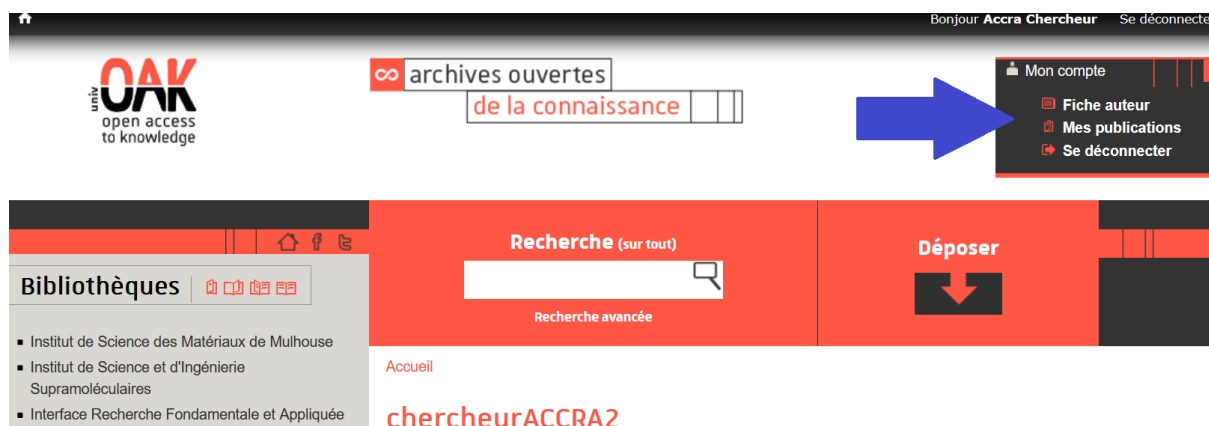 Bonjour Accra Chercheur Se déconnecte
univ OAK
open access
to knowledge
archives ouvertes
de la connaissance
Mon compte
Fiche auteur
Mes publications
Se déconnecter
Recherche (sur tout)
Recherche avancée
Déposer
Bibliothèques
Institut de Science des Matériaux de Mulhouse
Institut de Science et d'Ingénierie
Supramoléculaires
Interface Recherche Fondamentale et Appliquée
Accueil
chercheurACCRA2